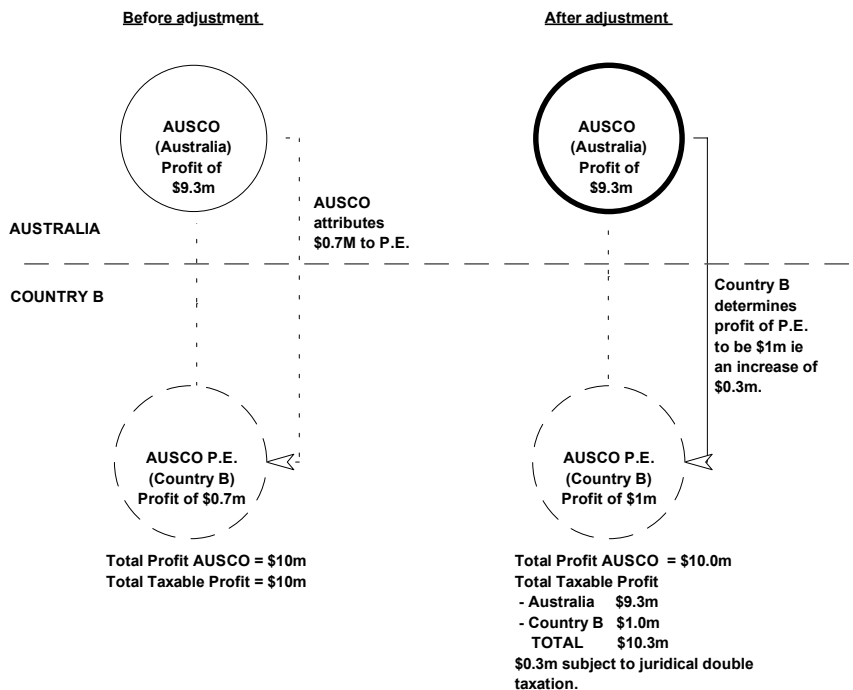 Before adjustment
After adjustment
AUSCO
(Australia)
Profit of
$9.3m
AUSCO
attributes
$0.7M to P.E.
AUSCO
(Australia)
Profit of
$9.3m
AUSTRALIA
COUNTRY B
Country B
determines
profit of P.E.
to be $1m ie
an increase of
$0.3m.
AUSCO P.E.
(Country B)
Profit of $0.7m
AUSCO P.E.
(Country B)
Profit of $1m
Total Profit AUSCO = $10m
Total Taxable Profit = $10m
Total Profit AUSCO = $10.0m
Total Taxable Profit
- Australia $9.3m
- Country B $1.0m
TOTAL $10.3m
$0.3m subject to juridical double
taxation.